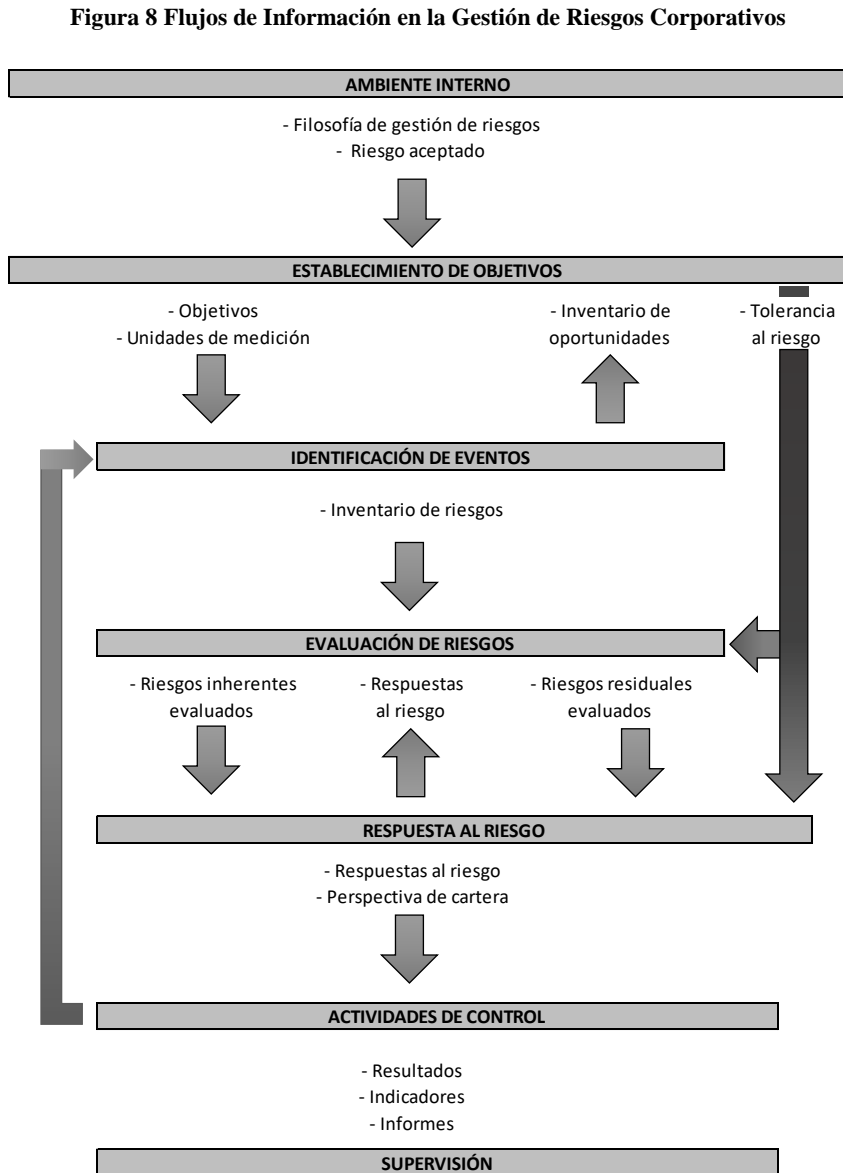 Figura 8 Flujos de Información en la Gestión de Riesgos Corporativos
AMBIENTE INTERNO
- Filosofía de gestión de riesgos
- Riesgo aceptado
ESTABLECIMIENTO DE OBJETIVOS
- Objetivos
- Unidades de medición
- Inventario de
oportunidades
- Tolerancia
al riesgo
IDENTIFICACIÓN DE EVENTOS
- Inventario de riesgos
EVALUACIÓN DE RIESGOS
- Riesgos inherentes
evaluados
- Respuestas
al riesgo
- Riesgos residuales
evaluados
RESPUESTA AL RIESGO
- Respuestas al riesgo
- Perspectiva de cartera
ACTIVIDADES DE CONTROL
- Resultados
- Indicadores
- Informes
SUPERVISIÓN